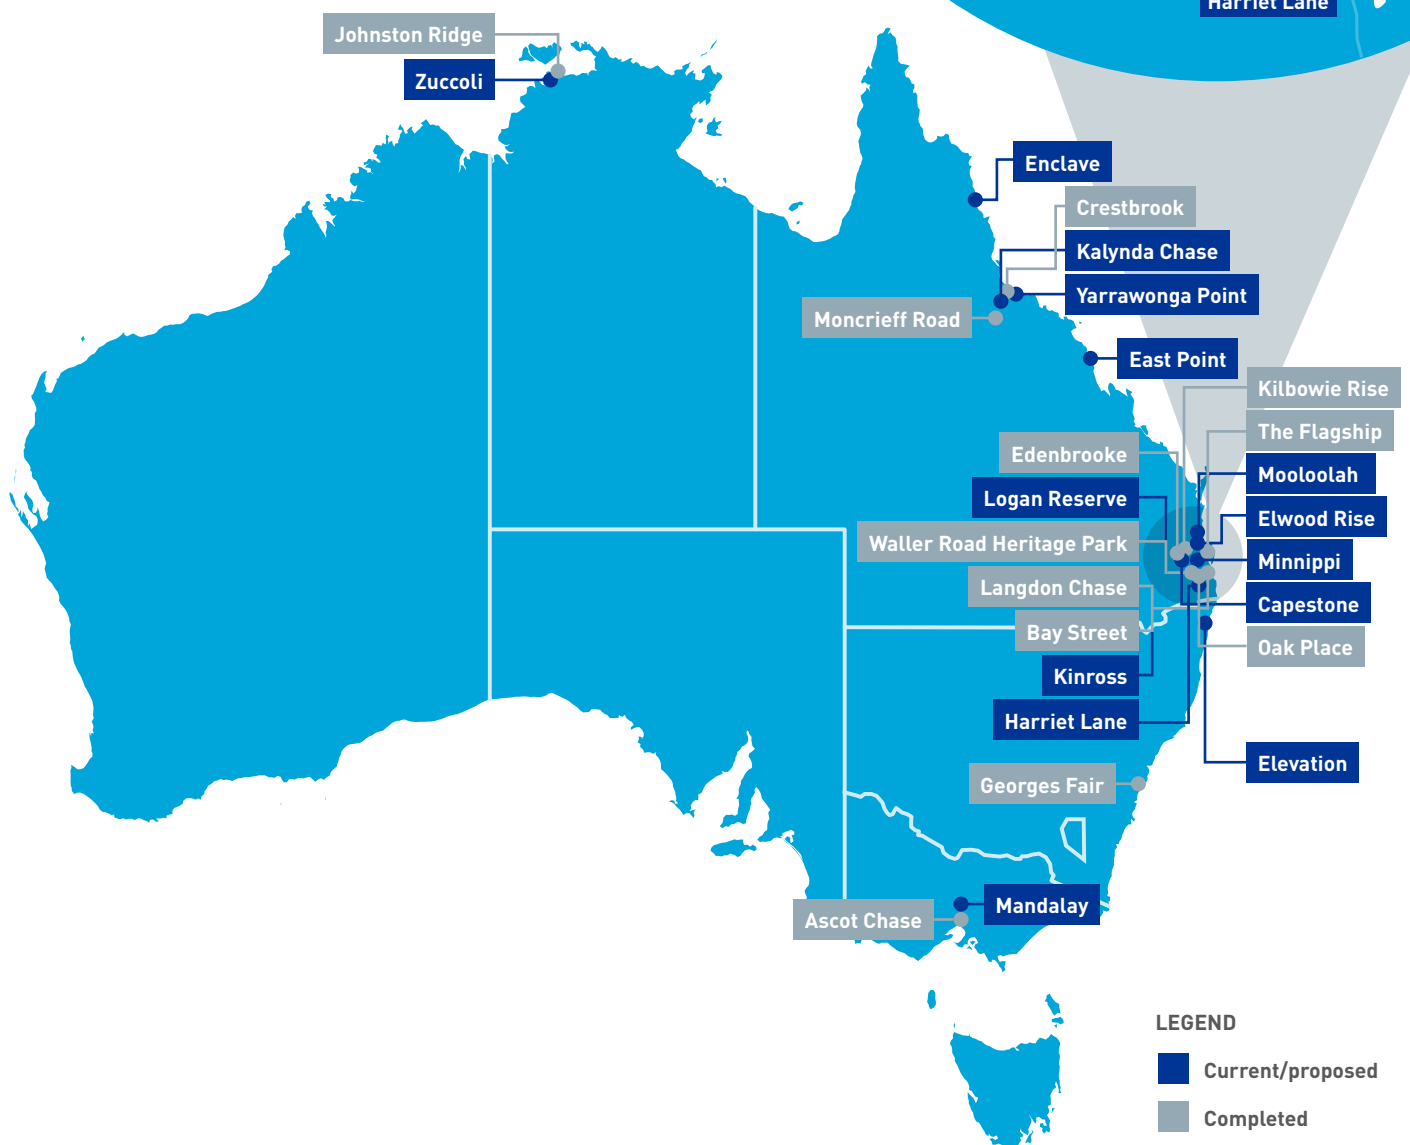 Harriet Lane
Johnston Ridge
Zuccoli
Enclave
Crestbrook
Kalynda Chase
Yarrawonga Point
Moncrieff Road
East Point
Kilbowie Rise
The Flagship
Edenbrooke
Mooloolah
Logan Reserve
Elwood Rise
Waller Road Heritage Park
Minnippi
Langdon Chase
Capestone
Bay Street
Oak Place
Kinross
Harriet Lane
Elevation
Georges Fair
Mandalay
Ascot Chase
LEGEND
Current/proposed
Completed